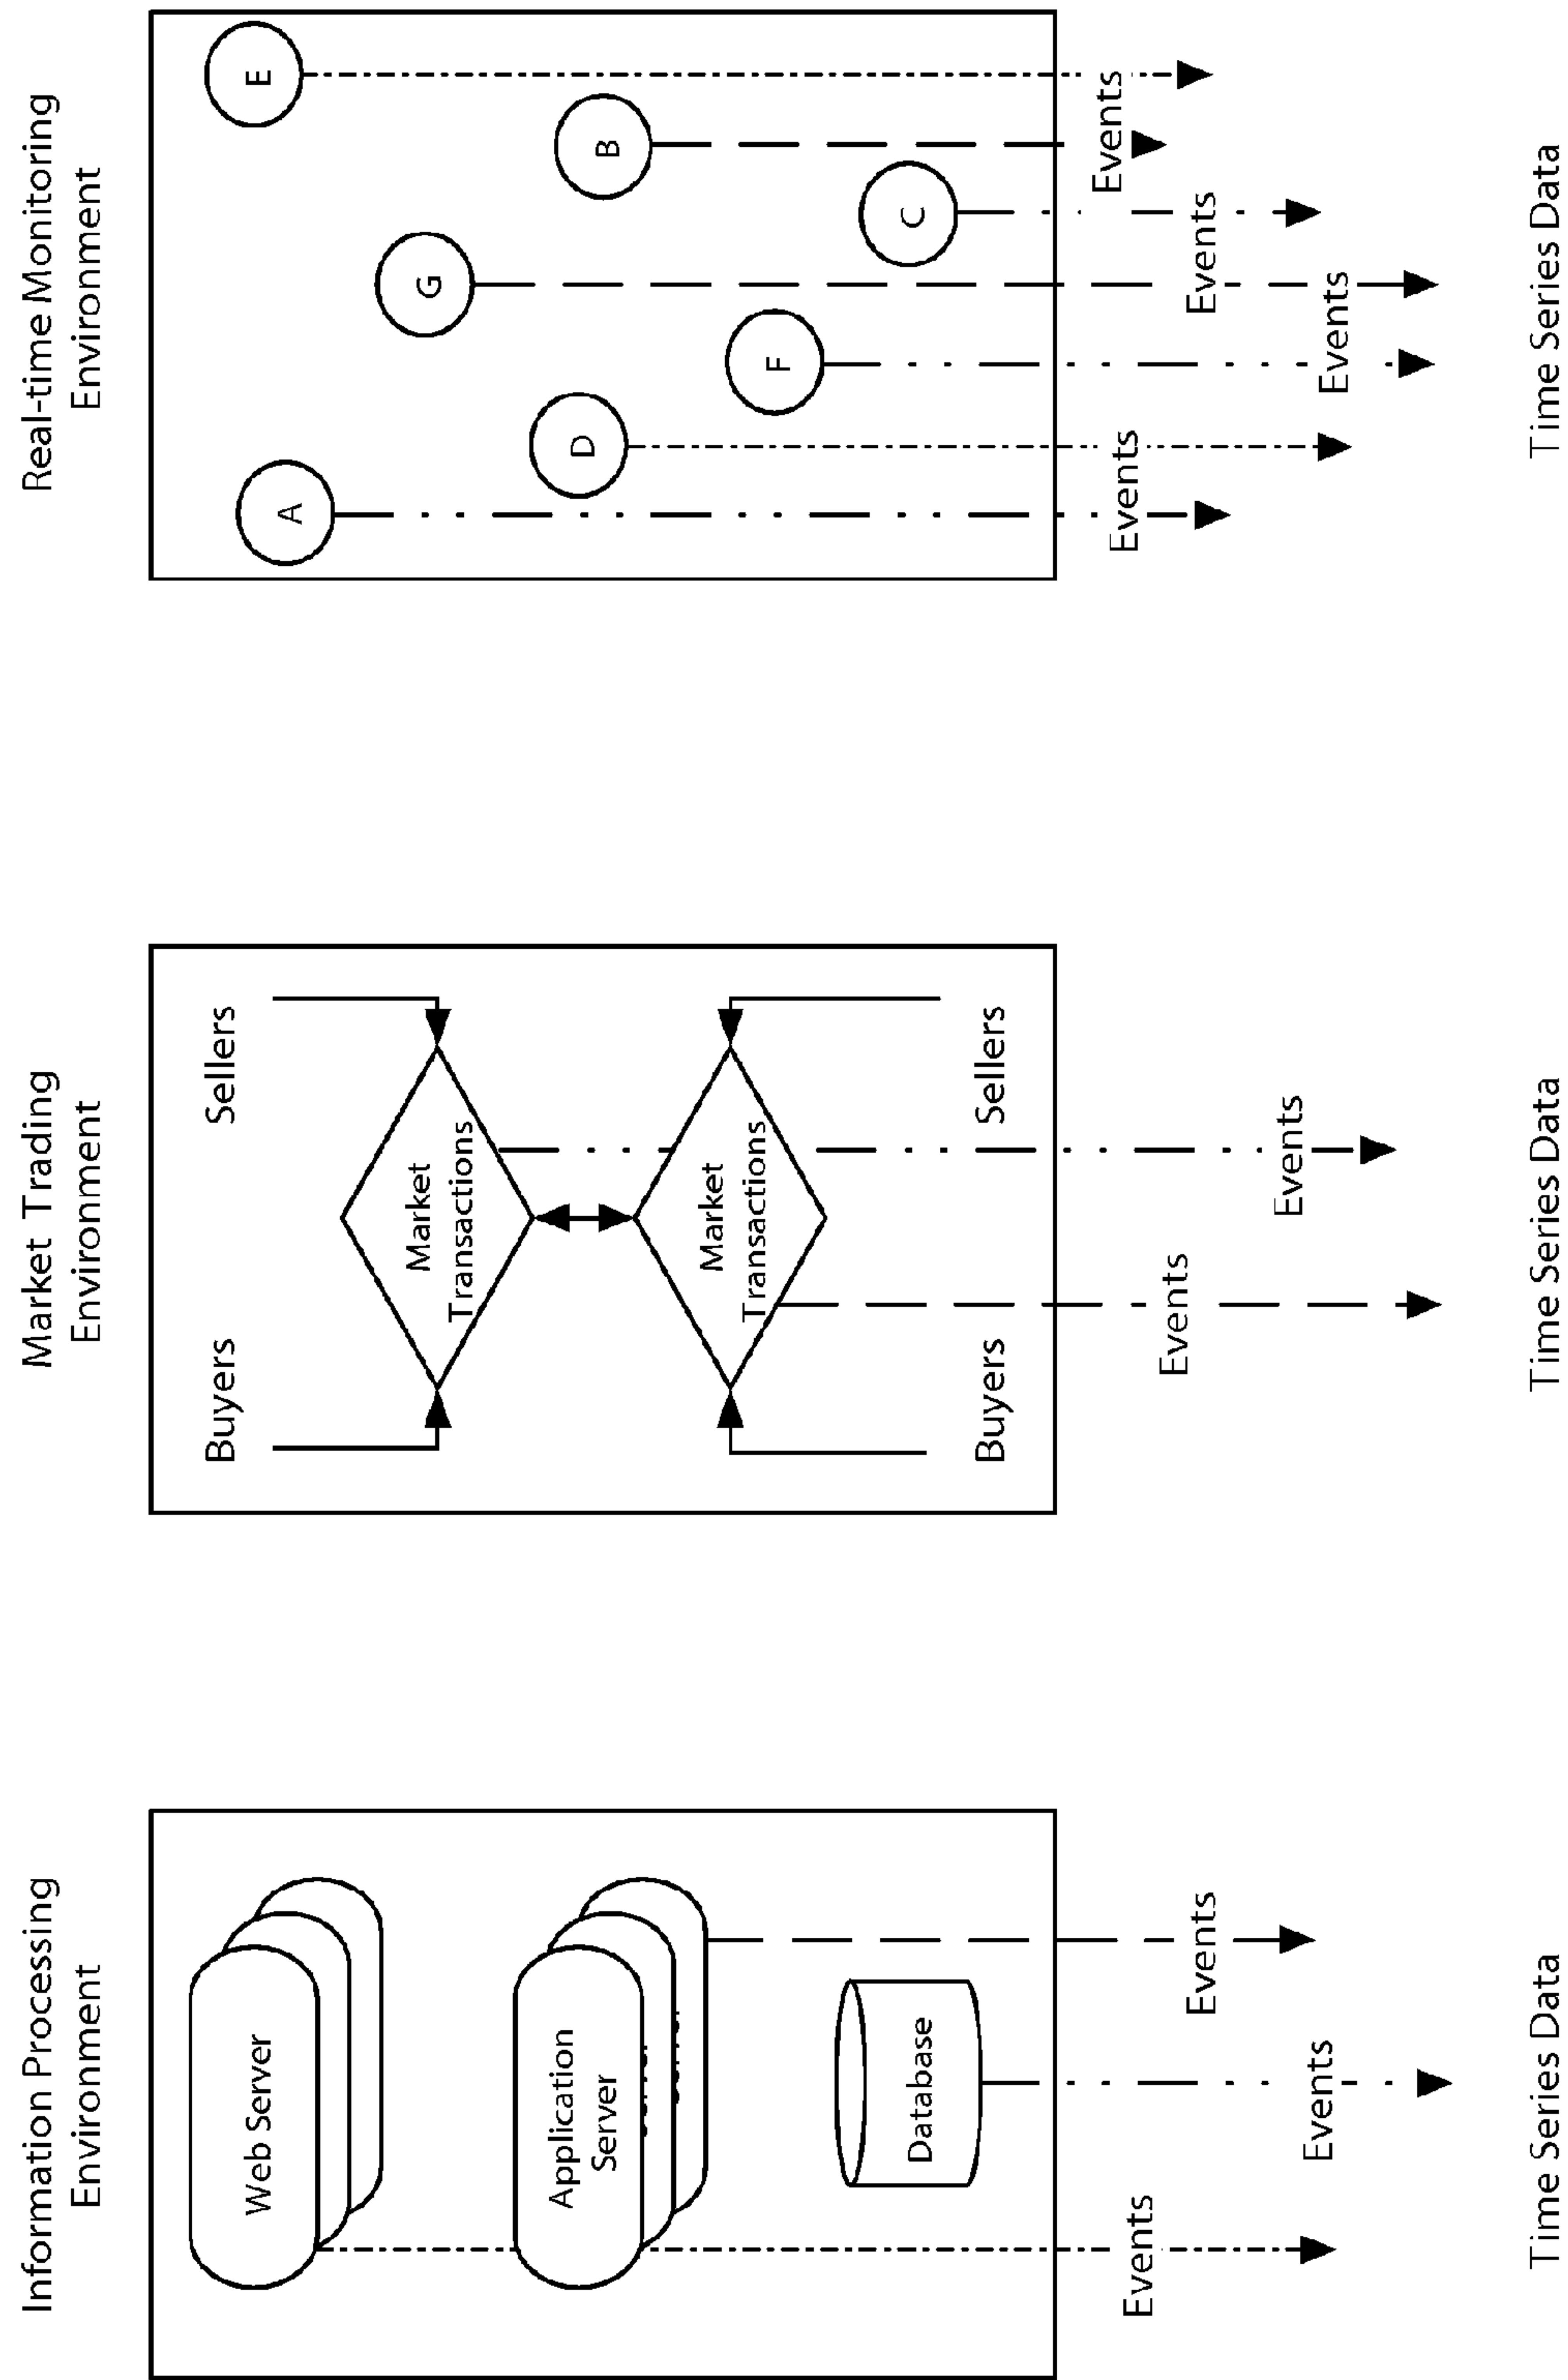 Information Processing
Environment
Web Server
Application
Server
Database
Events
Events
Events
Time Series Data
Market Trading
Environment
Buyers
Sellers
Market
Transactions
Market
Transactions
Buyers
Sellers
Events
Events
Time Series Data
Real-time Monitoring
Environment
E
A
G
D
B
F
C
Events
Events
Events
Events
Time Series Data